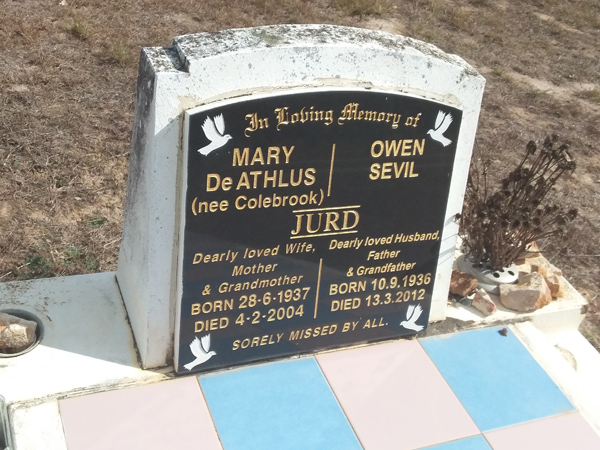 In Loving Memory of
MARY
De ATHLUS
(nee Colebrook)
OWEN
SEVIL
JURD
Dearly loved Wife,
Mother
& Grandmother
BORN 28-6-1937
DIED 4-2-2004
Dearly loved Husband,
Father
& Grandfather
BORN 10.9.1936
DIED 13.3.2012
SORELY MISSED BY ALL.